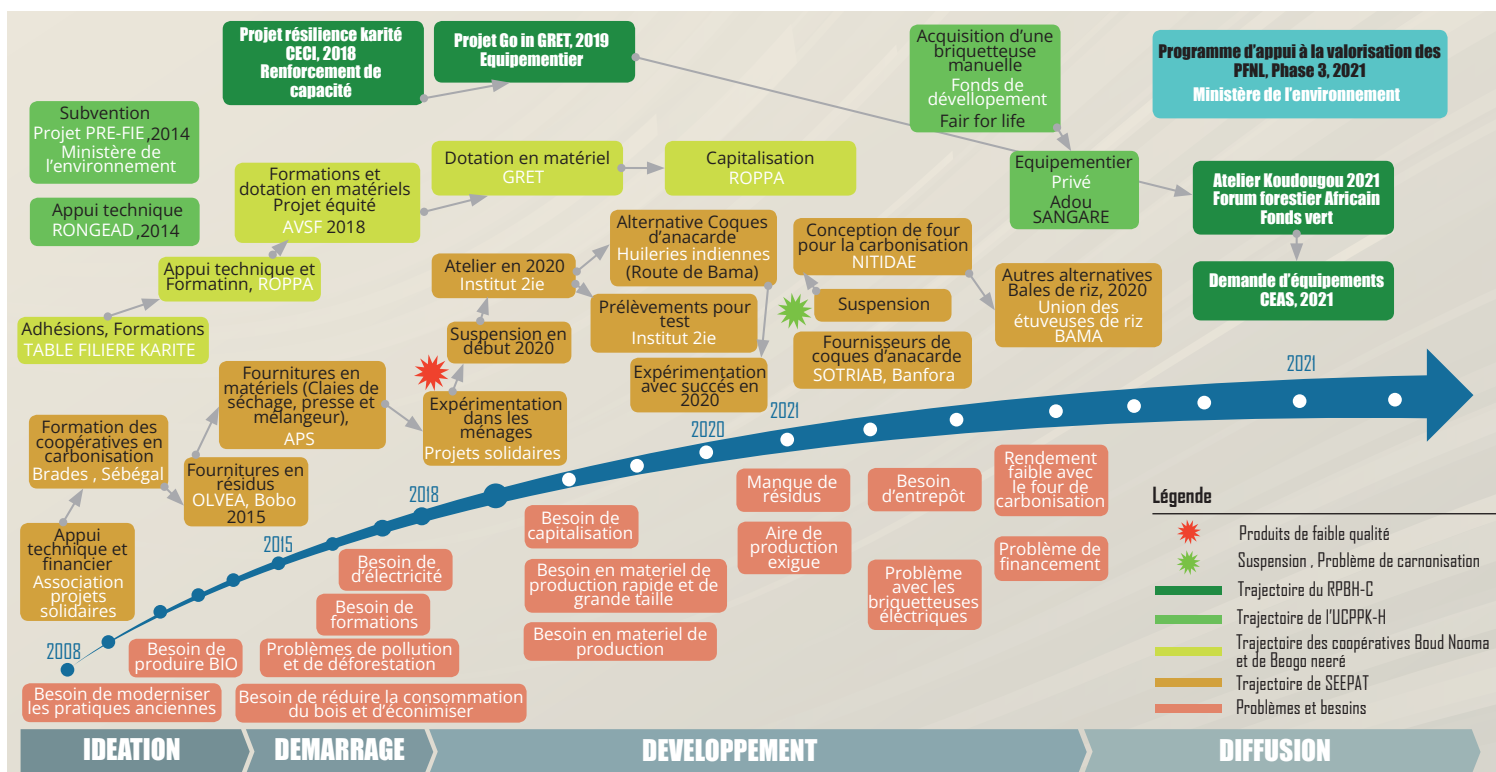 Projet résilience karité
CECI, 2018
Renforcement de
capacité
Projet Go in GRET, 2019
Equipementier
Acquisition d'une
briquetteuse
manuelle
Fonds de
dévellopement
Fair for life
Programme d'appui à la valorisation des
PFNL, Phase 3, 2021
Ministère de l'environnement
Subvention
Projet PRE-FIE,2014
Ministère de
l'environnement
Appui technique
RONGEAD,2014
Formations et
dotation en matériels
Projet équité
AVSF 2018
Dotation en matériel
GRET
Capitalisation
ROPPA
Equipementier
Privé
Adou
SANGARE
Atelier Koudougou 2021
Forum forestier Africain
Fonds vert
Demande d'équipements
CEAS, 2021
Appui technique et
Formatinn, ROPPA
Adhésions, Formations
TABLE FILIERE KARITE
Atelier en 2020
Institut 2ie
Alternative Coques
d'anacarde
Huileries indiennes
(Route de Bama)
Conception de four
pour la carbonisation
NITIDAE
Autres alternatives
Bales de riz, 2020
Union des
étuveuses de riz
BAMA
Suspension en
début 2020
Prélèvements pour
test
Institut 2ie
Suspension
Fournisseurs de
coques d'anacarde
SOTRIAB, Banfora
Expérimentation
avec succés en
2020
Fournitures en
matériels (Claies de
séchage, presse et
mélangeur),
APS
Expérimentation
dans les
ménages
Projets solidaires
Formation des
coopératives en
carbonisation
Brades , Sébégal
Fournitures en
résidus
OLVEA, Bobo
2015
Appui
technique et
financier
Association
projets
solidaires
2008
2015
2018
2020
2021
2021
Besoin de moderniser
les pratiques anciennes
Besoin de
produire BIO
Besoin de
d'électricité
Besoin de
formations
Problèmes de pollution
et de déforestation
Besoin de réduire la consommation
du bois et d'éconimiser
Besoin de
capitalisation
Besoin en materiel de
production rapide et de
grande taille
Besoin en materiel de
production
Manque de
résidus
Aire de
production
exigue
Besoin
d'entrepôt
Problème
avec les
briquetteuses
électriques
Rendement
faible avec
le four de
carbonisation
Problème de
financement
Légende
Produits de faible qualité
Suspension , Problème de carnonisation
Trajectoire du RPBH-C
Trajectoire de l'UCPPK-H
Trajectoire des coopératives Boud Nooma
et de Beogo neeré
Trajectoire de SEEPAT
Problèmes et besoins
IDEATION
DEMARRAGE
DEVELOPPEMENT
DIFFUSION